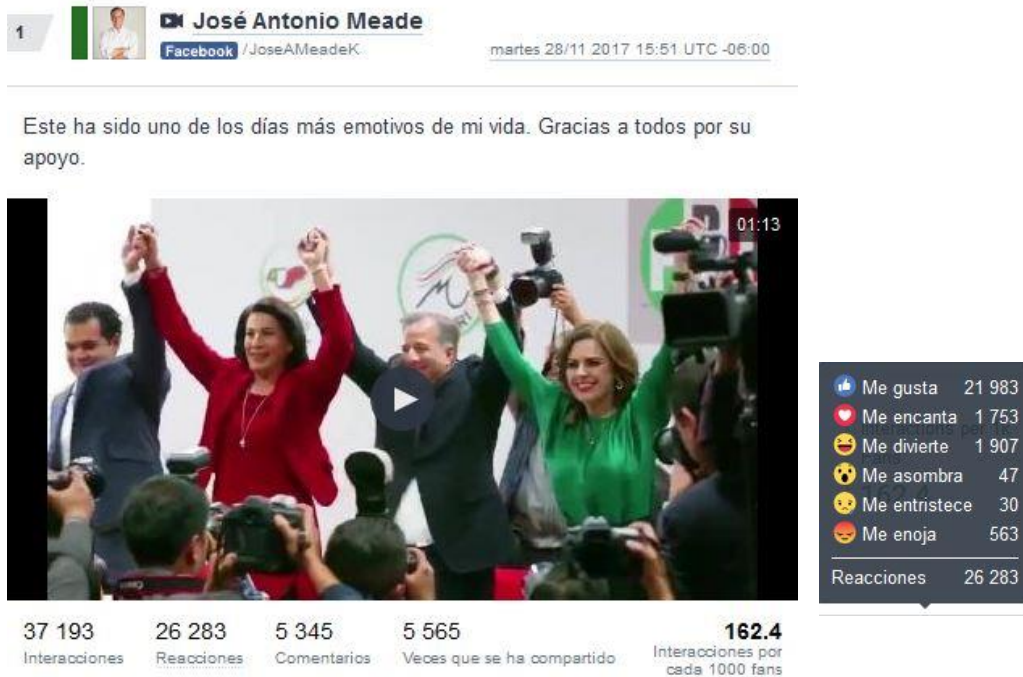 1
José Antonio Meade
Facebook /JoseAMeadeK
martes 28/11 2017 15:51 UTC -06:00
Este ha sido uno de los días más emotivos de mi vida. Gracias a todos por su
apoyo.
01:13
Me gusta 21 983
Me encanta 1 753
Me divierte 1 907
Me asombra 47
Me entristece 30
Me enoja 563
Reacciones 26 283
37 193
Interacciones
26 283
Reacciones
5 345
Comentarios
5 565
Veces que se ha compartido
162.4
Interacciones por
cada 1000 fans